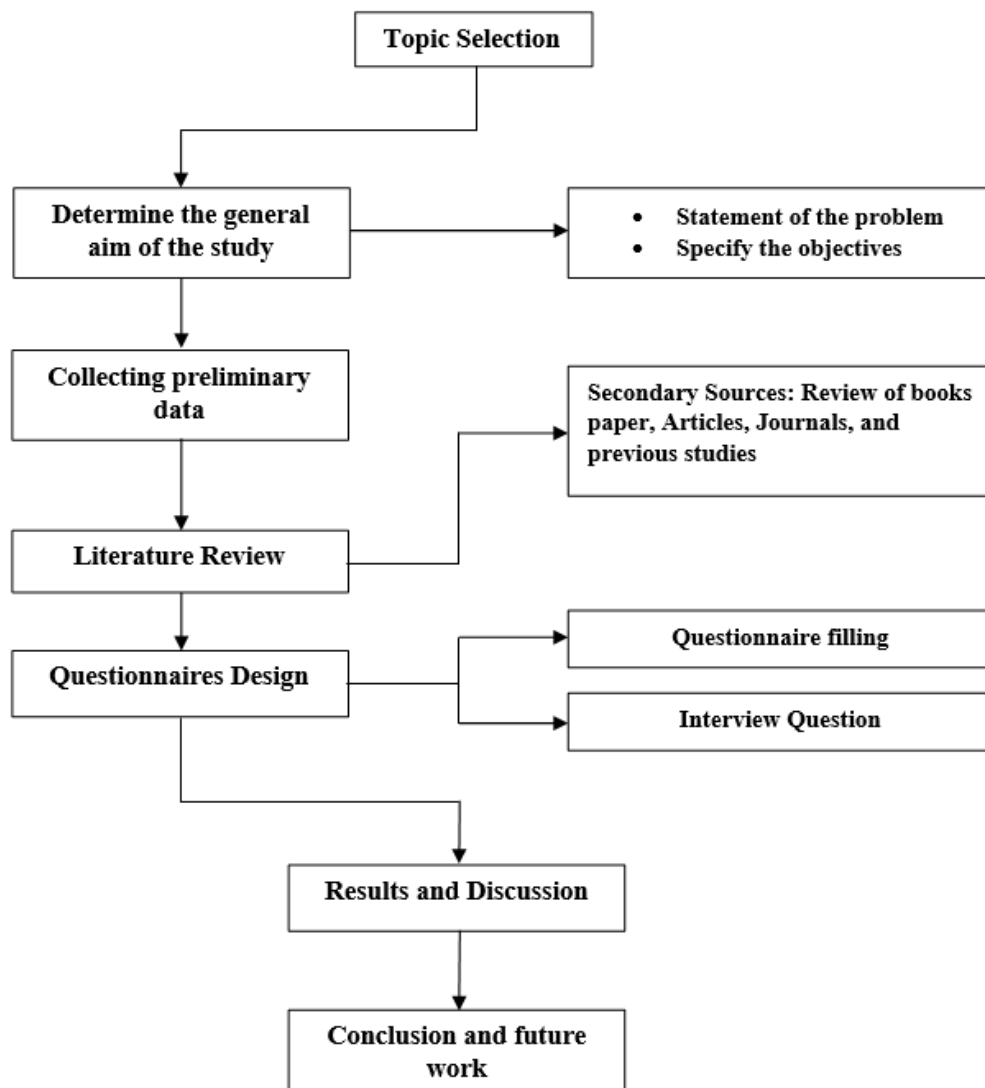 Topic Selection
Determine the general
aim of the study
• Statement of the problem
• Specify the objectives
Collecting preliminary
data
Secondary Sources: Review of books
paper, Articles, Journals, and
previous studies
Literature Review
Questionnaire filling
Questionnaires Design
Interview Question
Results and Discussion
Conclusion and future
work